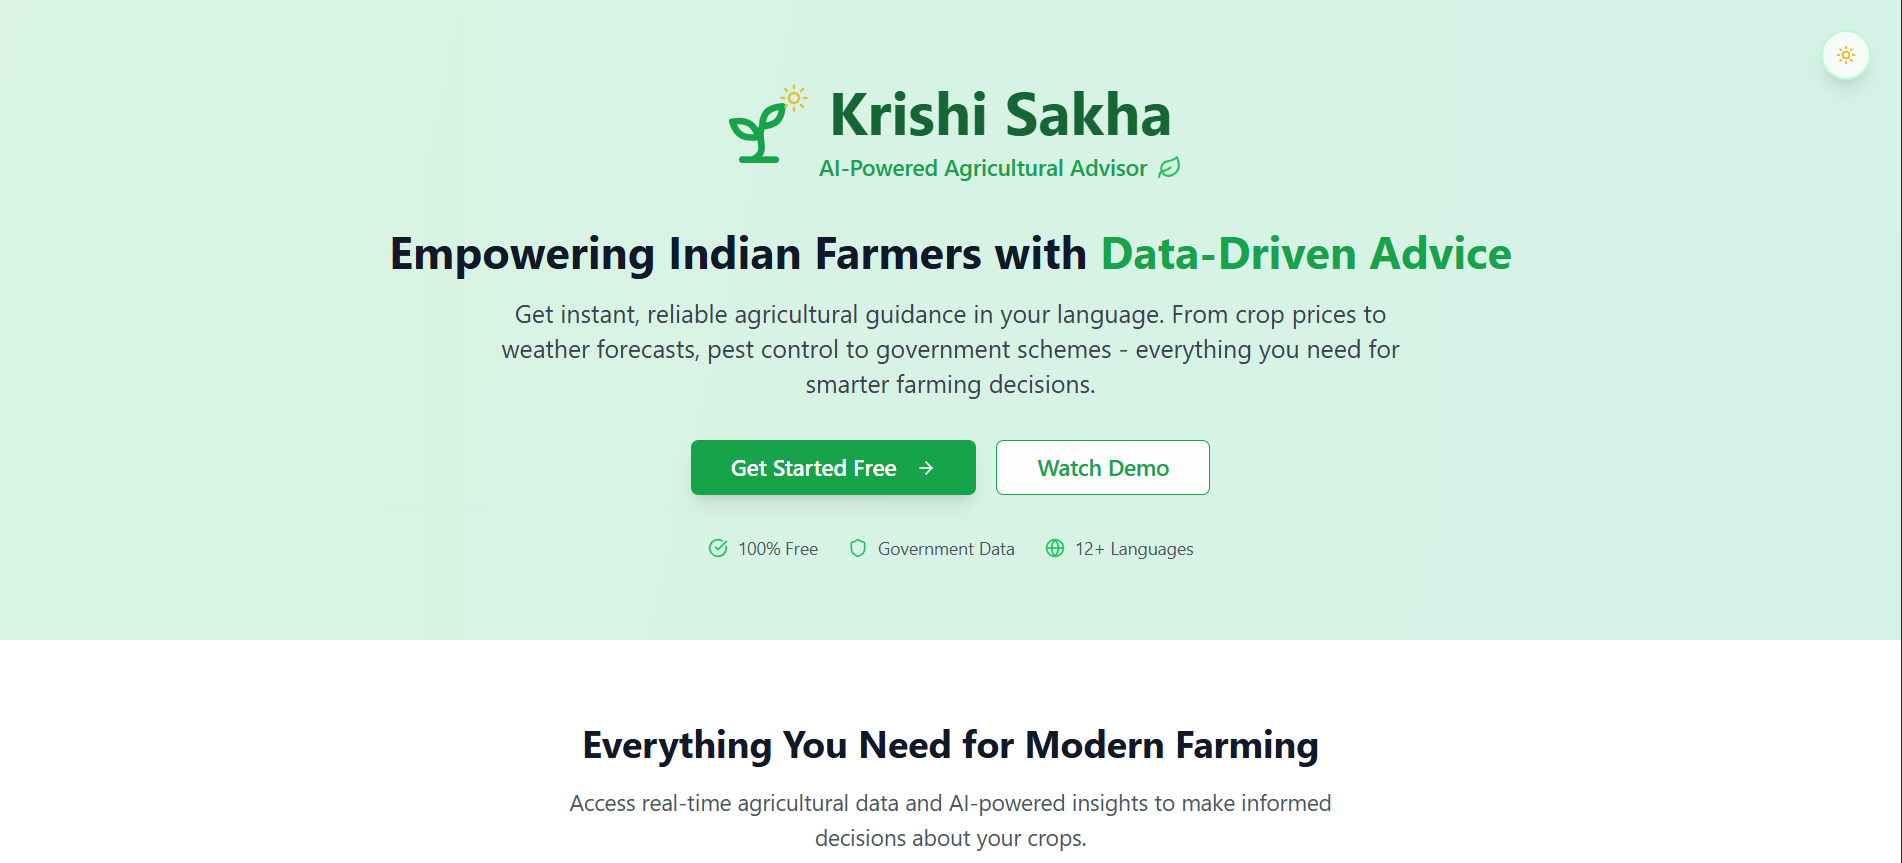 Krishi Sakha
AI-Powered Agricultural Advisor
Empowering Indian Farmers with Data-Driven Advice
Get instant, reliable agricultural guidance in your language. From crop prices to
weather forecasts, pest control to government schemes - everything you need for
smarter farming decisions.
Get Started Free
Watch Demo
100% Free
Government Data
12+ Languages
Everything You Need for Modern Farming
Access real-time agricultural data and AI-powered insights to make informed
decisions about your crops.